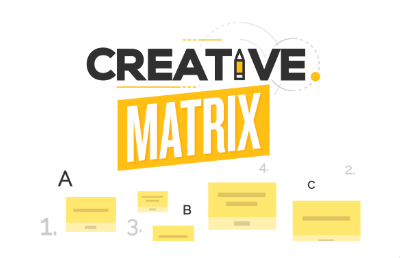 CREATIVE.
MATRIX
A
B
C
1.
3.
4.
2.